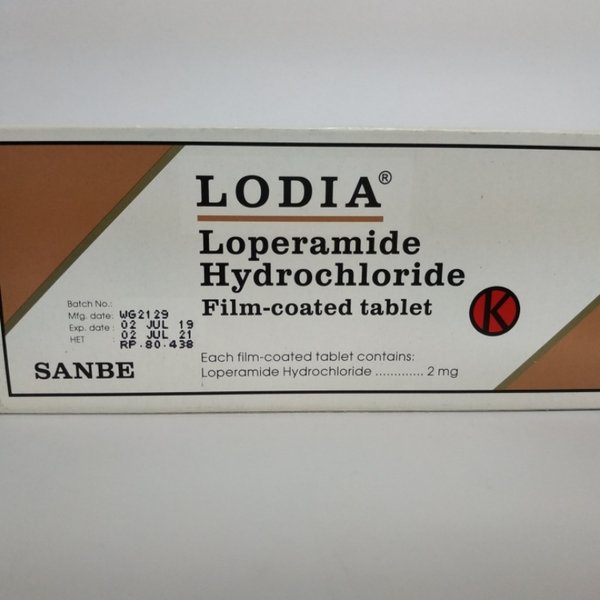 LODIA®
Loperamide
Hydrochloride
Film-coated tablet
K
Batch No.: WG2129
Mfg. date: 02 JUL 19
Exp. date : 02 JUL 21
HET RP.80.438
SANBE
Each film-coated tablet contains:
Loperamide Hydrochloride ............. 2 mg